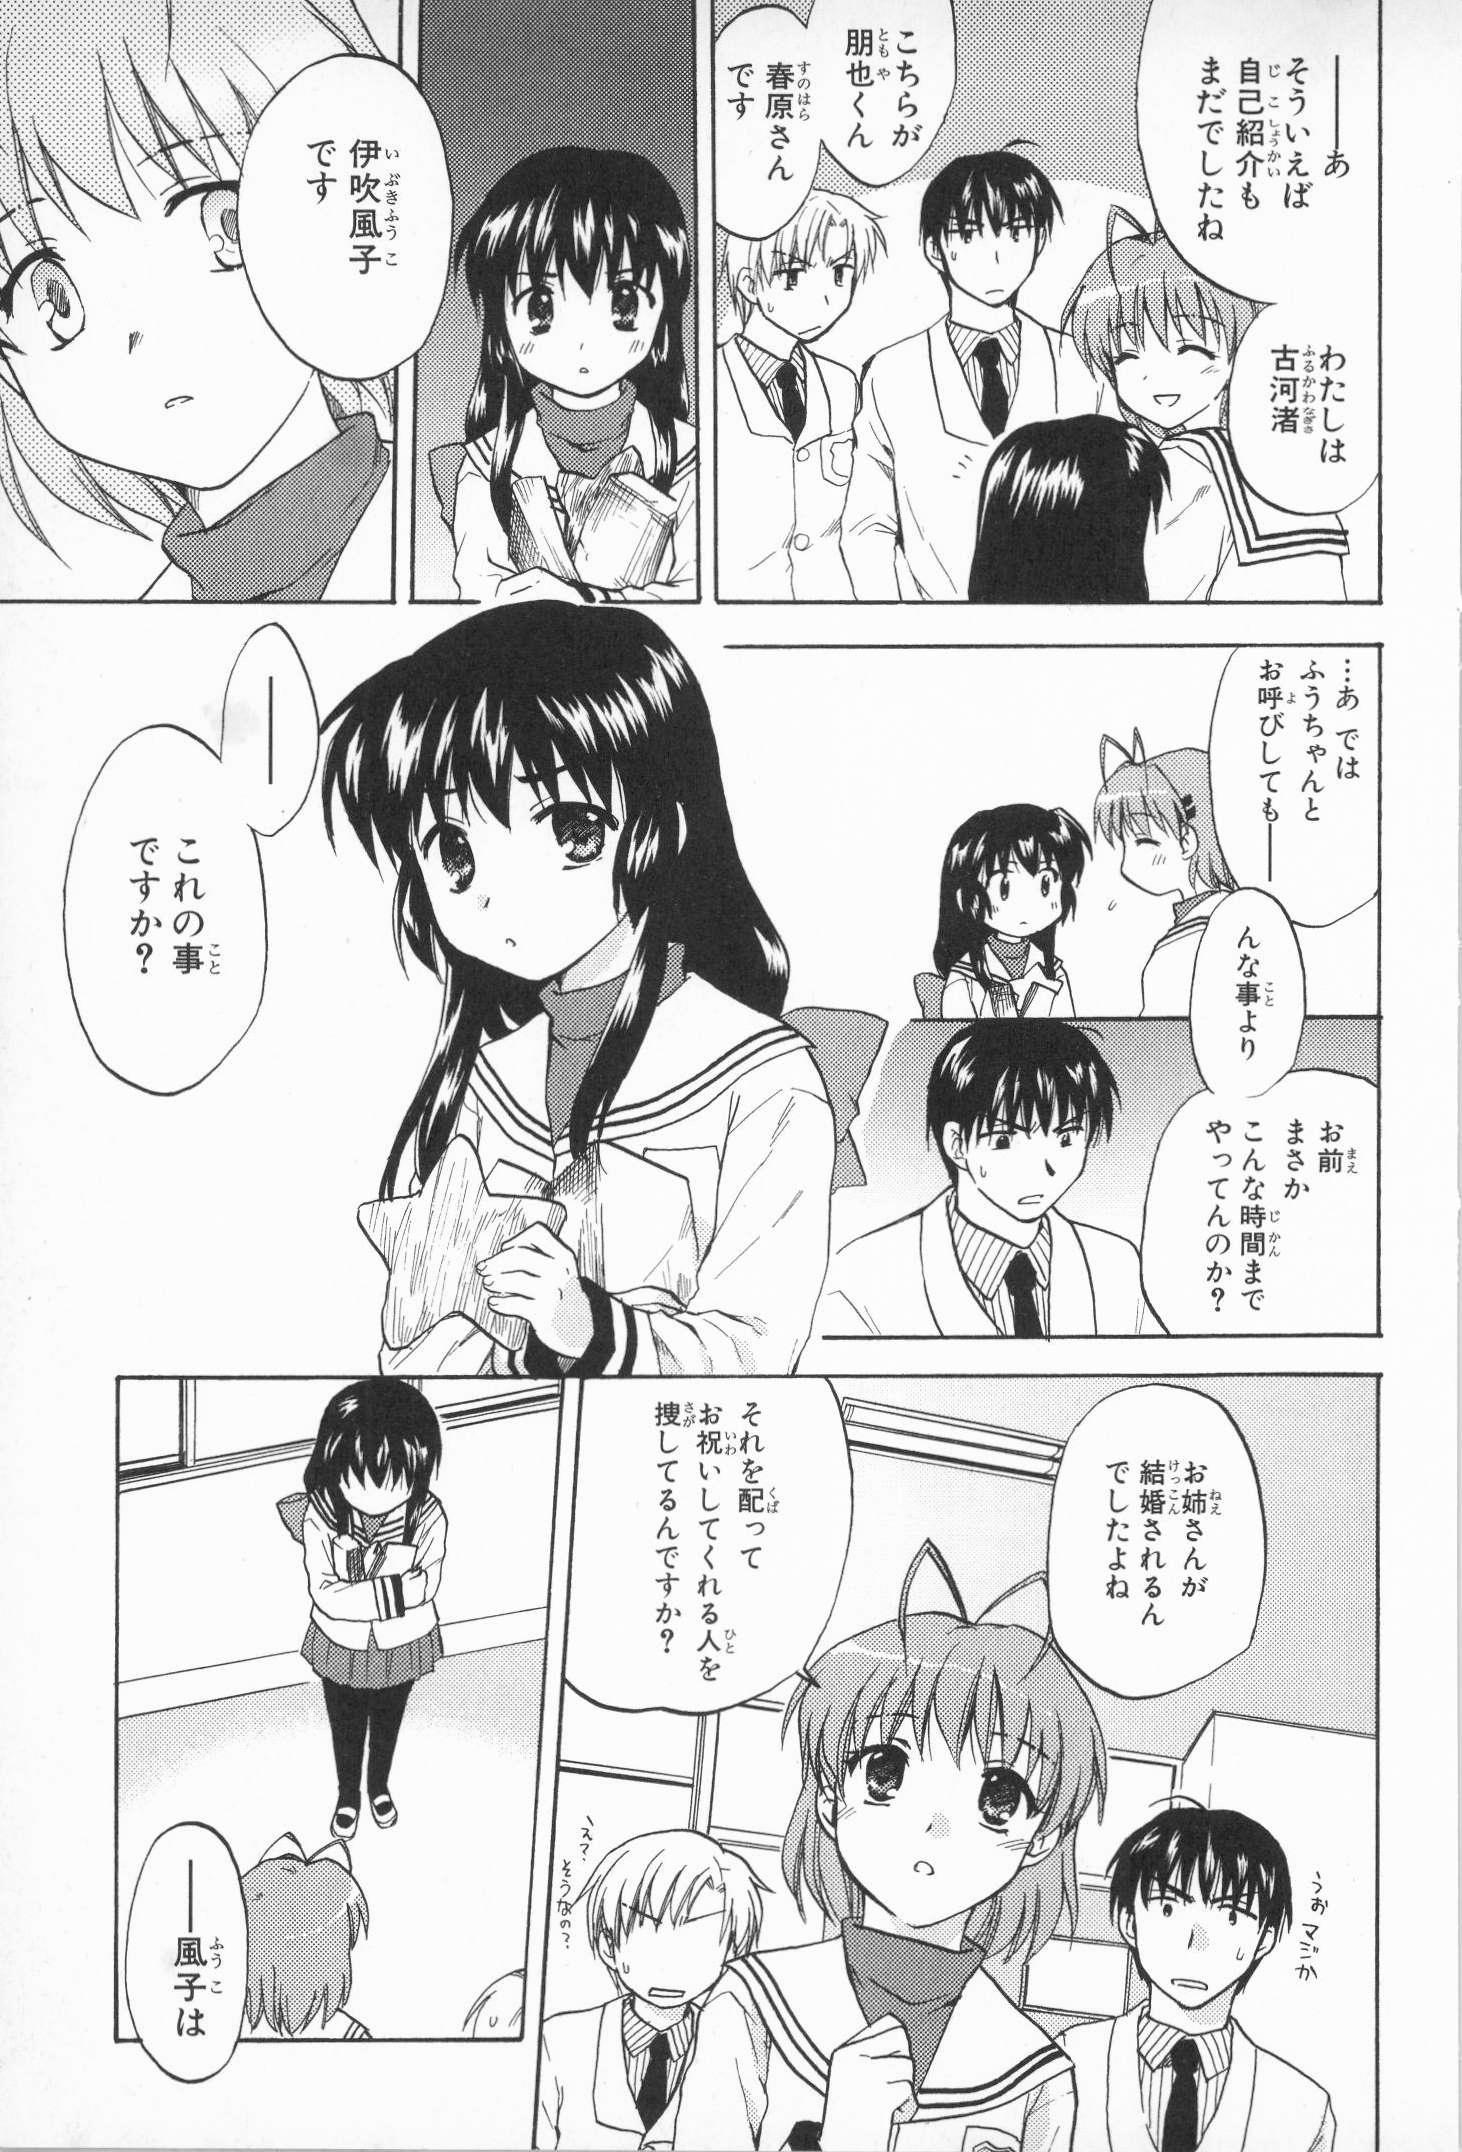 ――あ
そういえば
自己紹介も
まだでしたね
わたしは
古河渚
こちらが
朋也くん
春原さん
です
伊吹風子
です
…あ では
ふうちゃんと
お呼びしても――
んな事より
お前
まさか
こんな時間まで
やってんのか？
――
これの事
ですか？
お姉さんが
結婚されるん
でしたよね
それを配って
お祝いしてくれる人を
捜してるんですか？
うお マジか
え？
そうなの？
――風子は